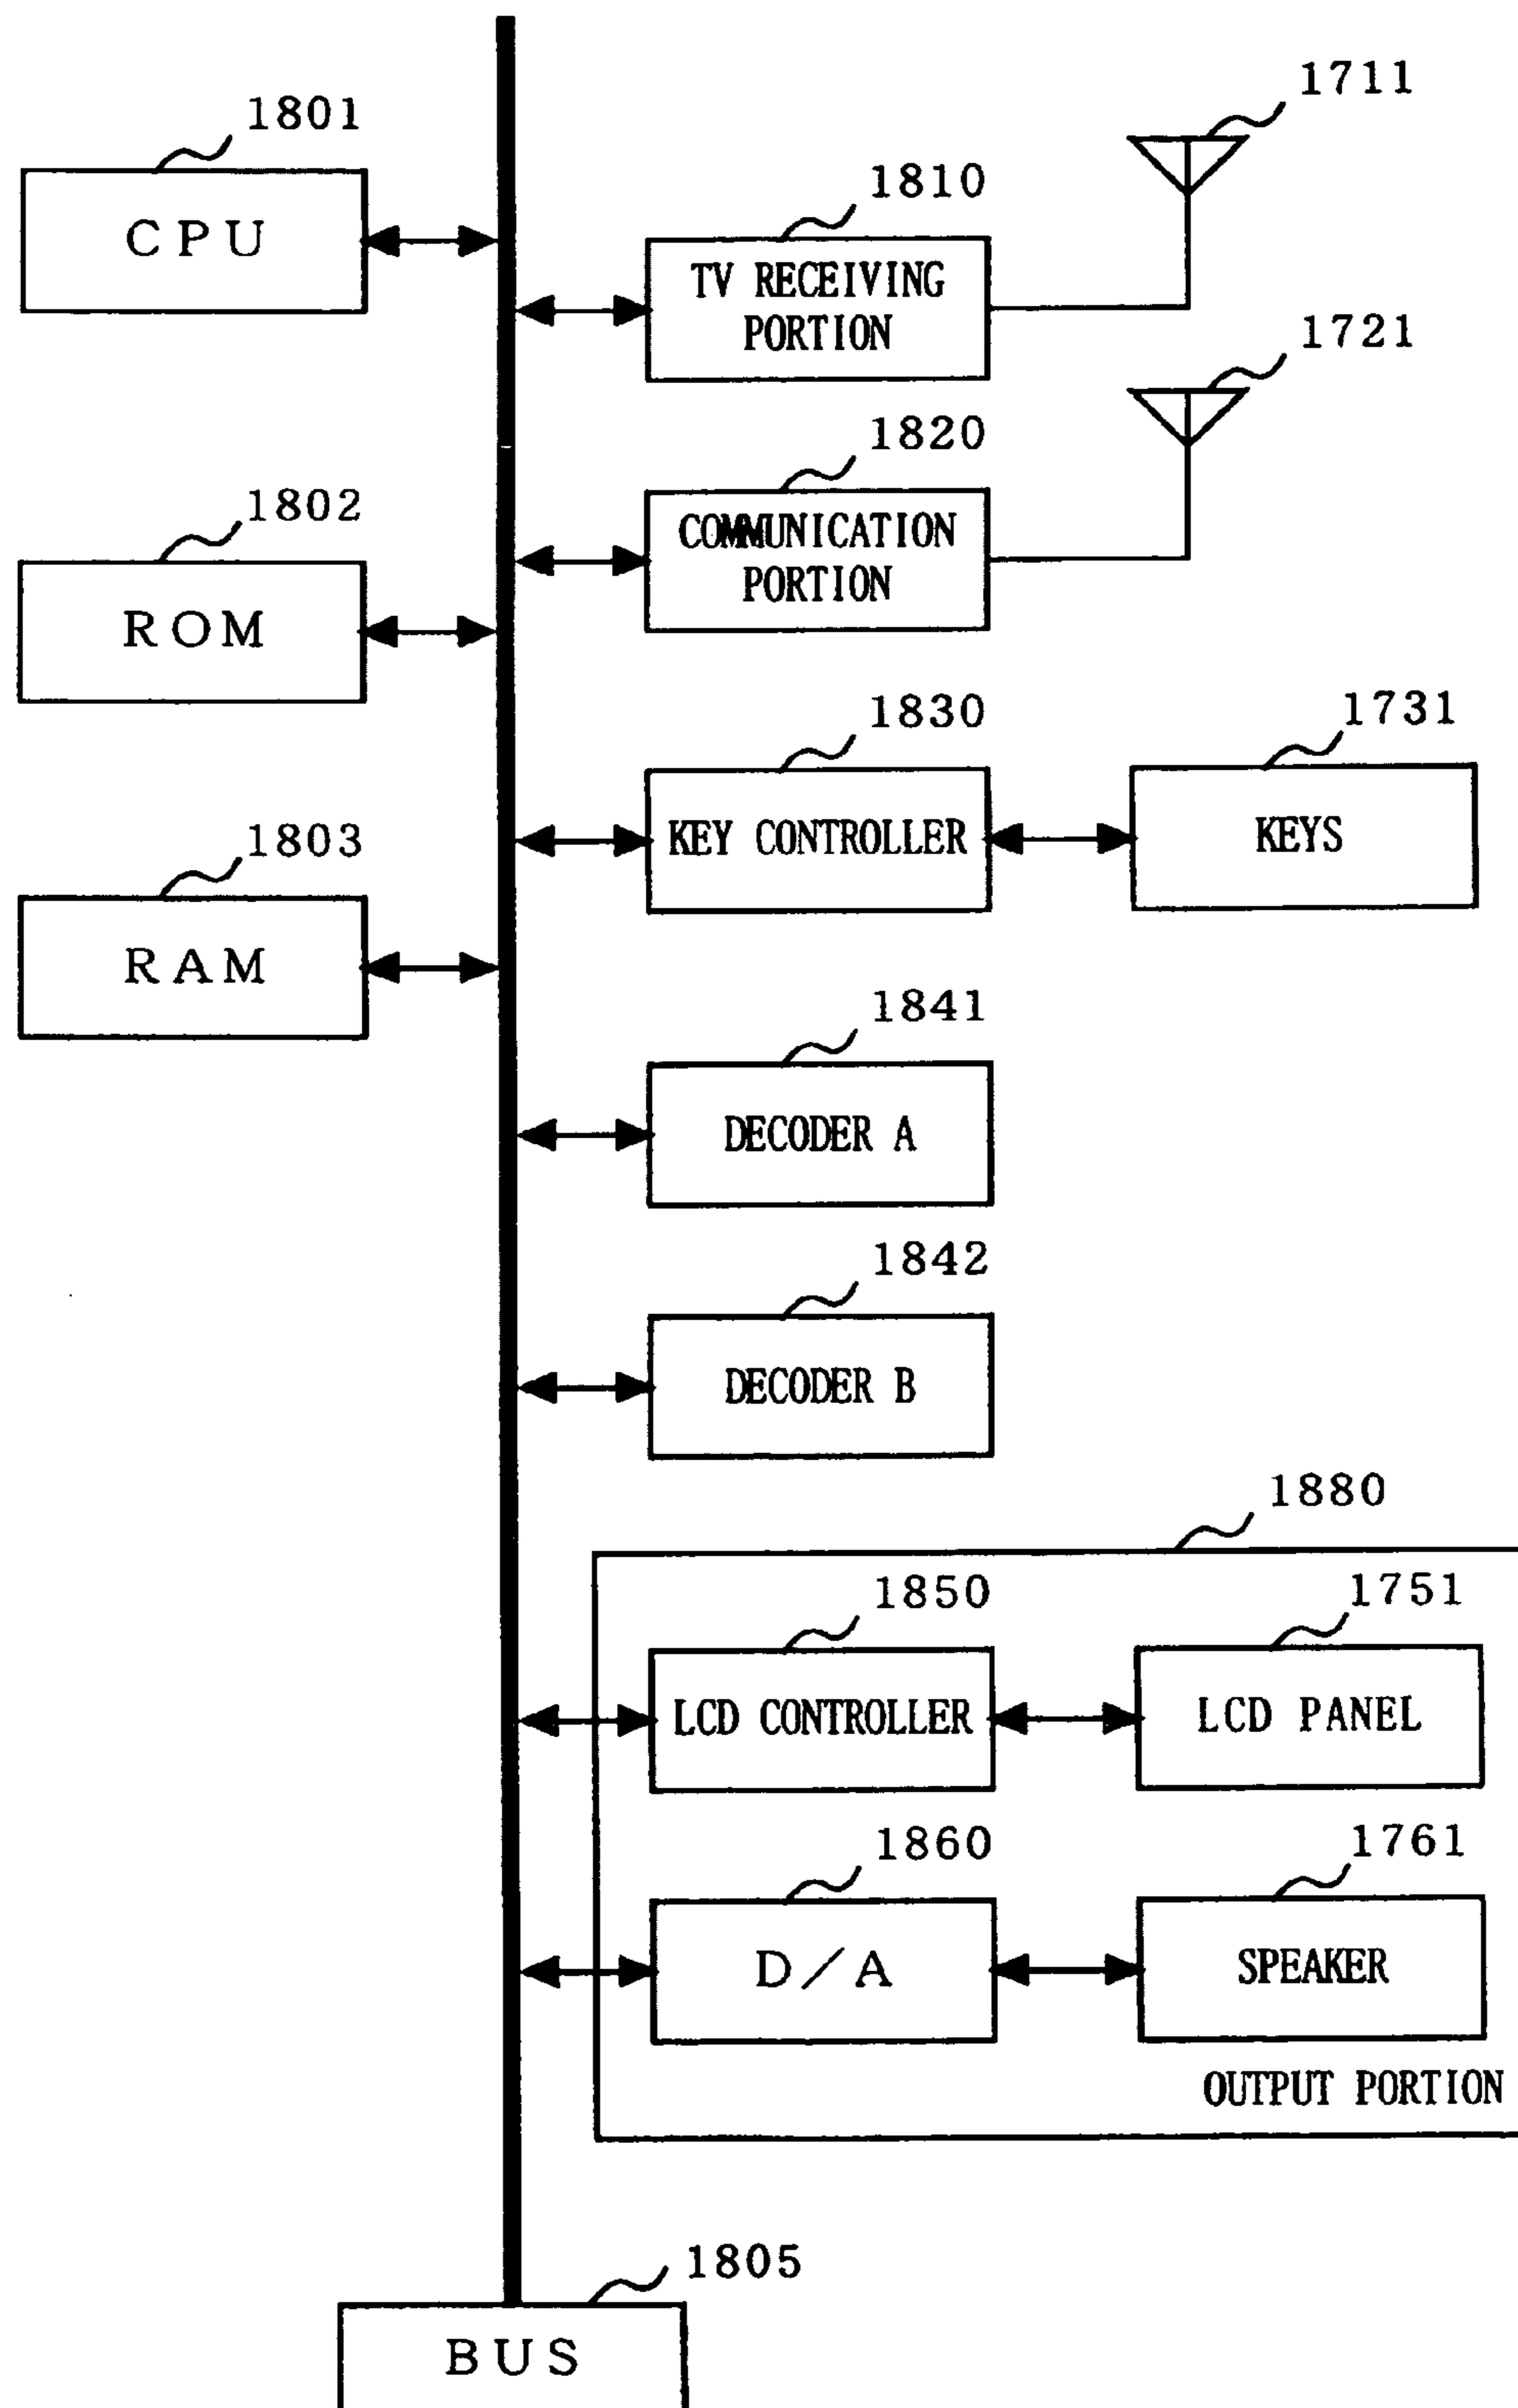 1801
CPU
1711
1810
TV RECEIVING
PORTION
1721
1820
COMMUNICATION
PORTION
1802
ROM
1830
KEY CONTROLLER
1731
KEYS
1803
RAM
1841
DECODER A
1842
DECODER B
1880
1850
LCD CONTROLLER
1751
LCD PANEL
1860
D/A
1761
SPEAKER
OUTPUT PORTION
1805
BUS